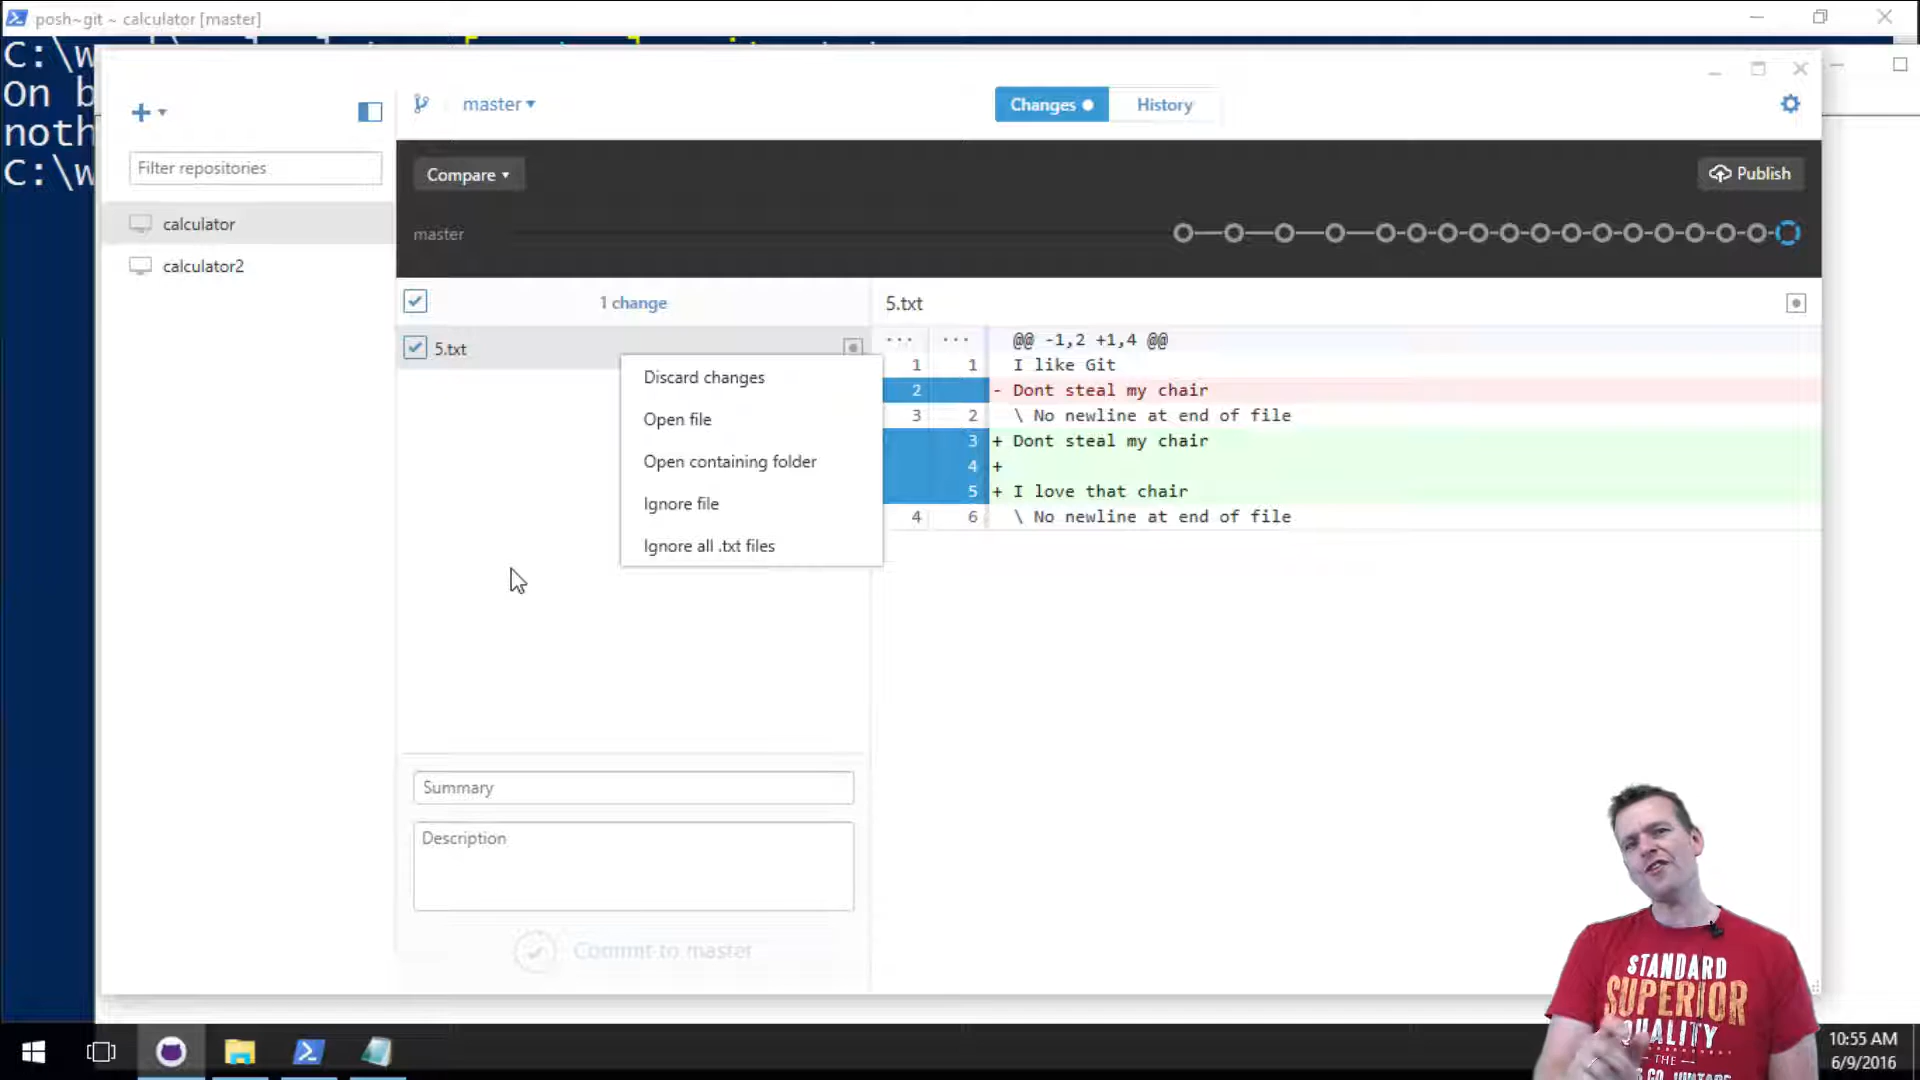 posh~git ~ calculator [master]
C:\w
On b
noth
C:\w
master
Changes
History
Filter repositories
Compare
Publish
calculator
master
calculator2
1 change
5.txt
5.txt
Discard changes
Open file
Open containing folder
Ignore file
Ignore all .txt files
... ... @@ -1,2 +1,4 @@
1 1 I like Git
2 - Dont steal my chair
3 2 \ No newline at end of file
3 + Dont steal my chair
4 +
5 + I love that chair
4 6 \ No newline at end of file
Summary
Description
Commit to master
STANDARD
SUPERIOR
QUALITY
THE
10:55 AM
6/9/2016